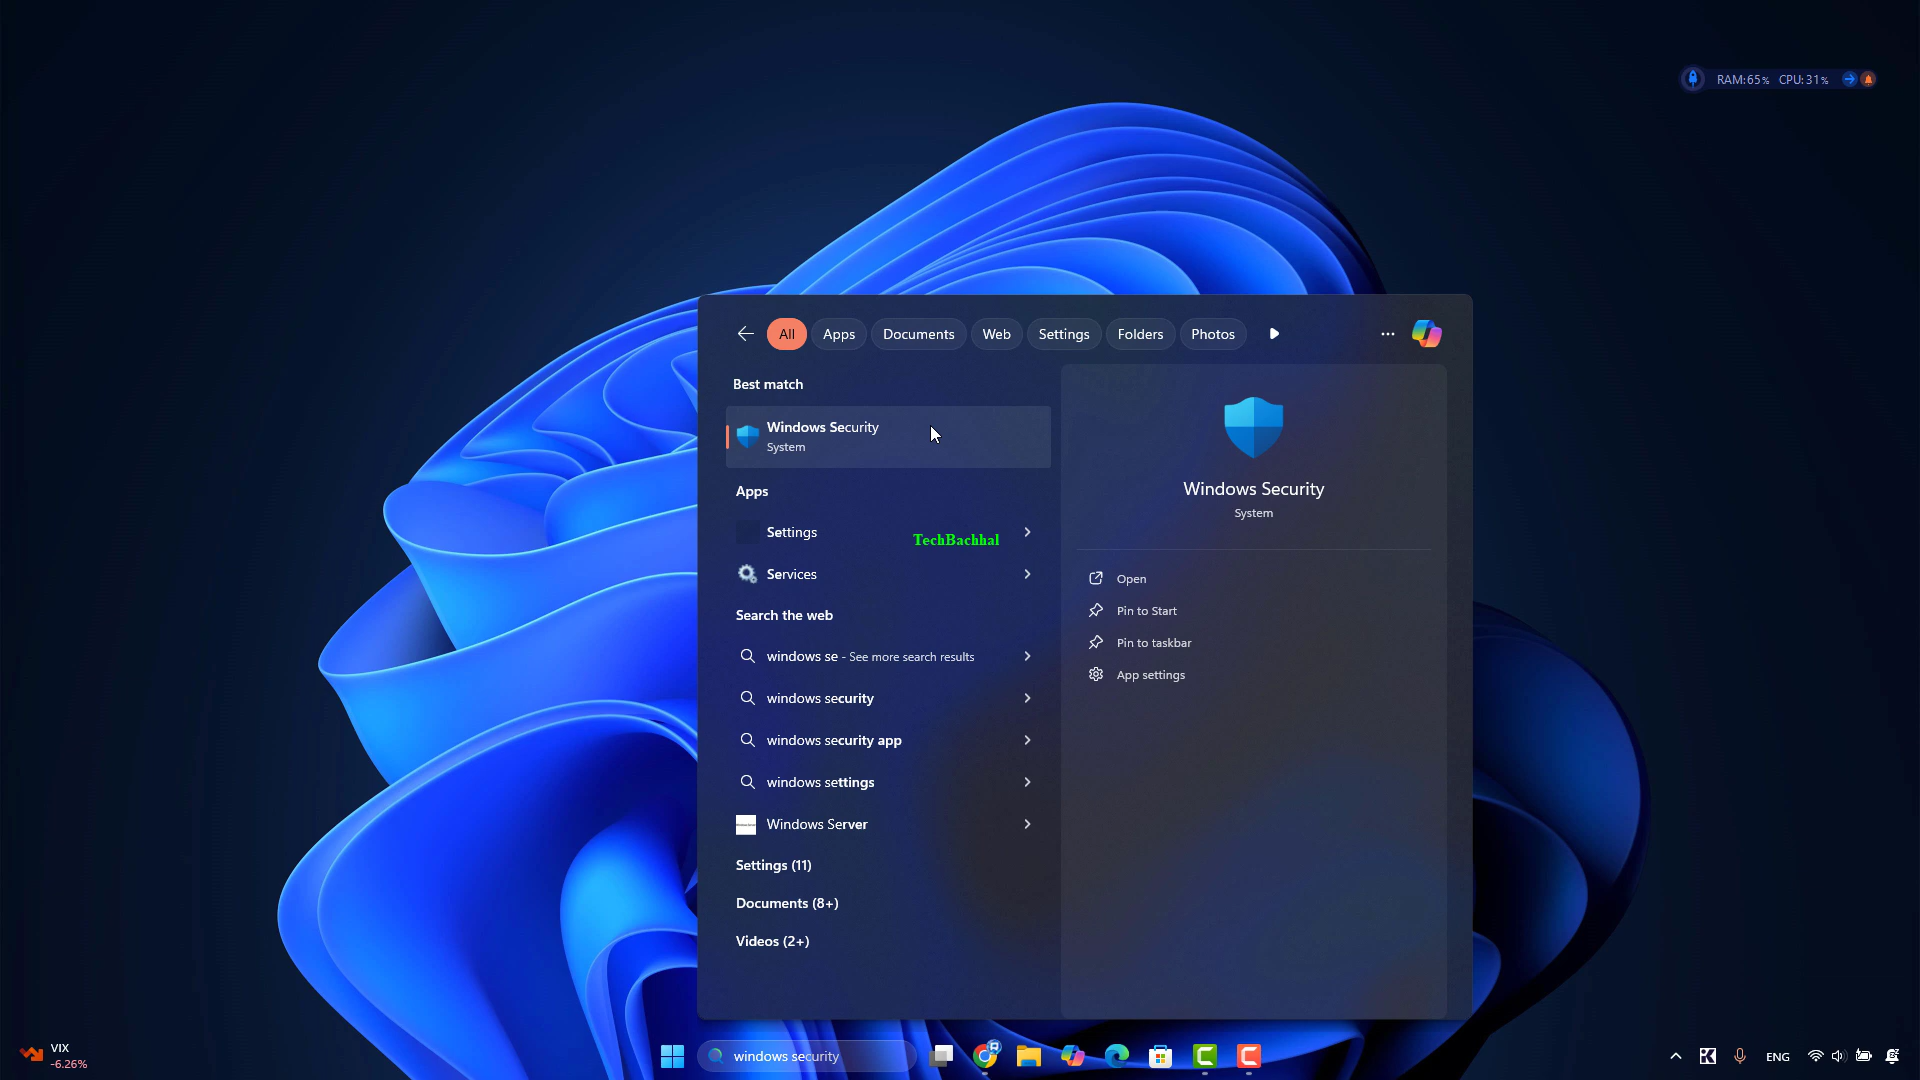 RAM:65% CPU:31%
All Apps Documents Web Settings Folders Photos
Best match
Windows Security
System
Apps
Settings
TechBachhal
Services
Search the web
windows se - See more search results
windows security
windows security app
windows settings
Windows Server
Settings (11)
Documents (8+)
Videos (2+)
Windows Security
System
Open
Pin to Start
Pin to taskbar
App settings
VIX
-6.26%
windows security
ENG